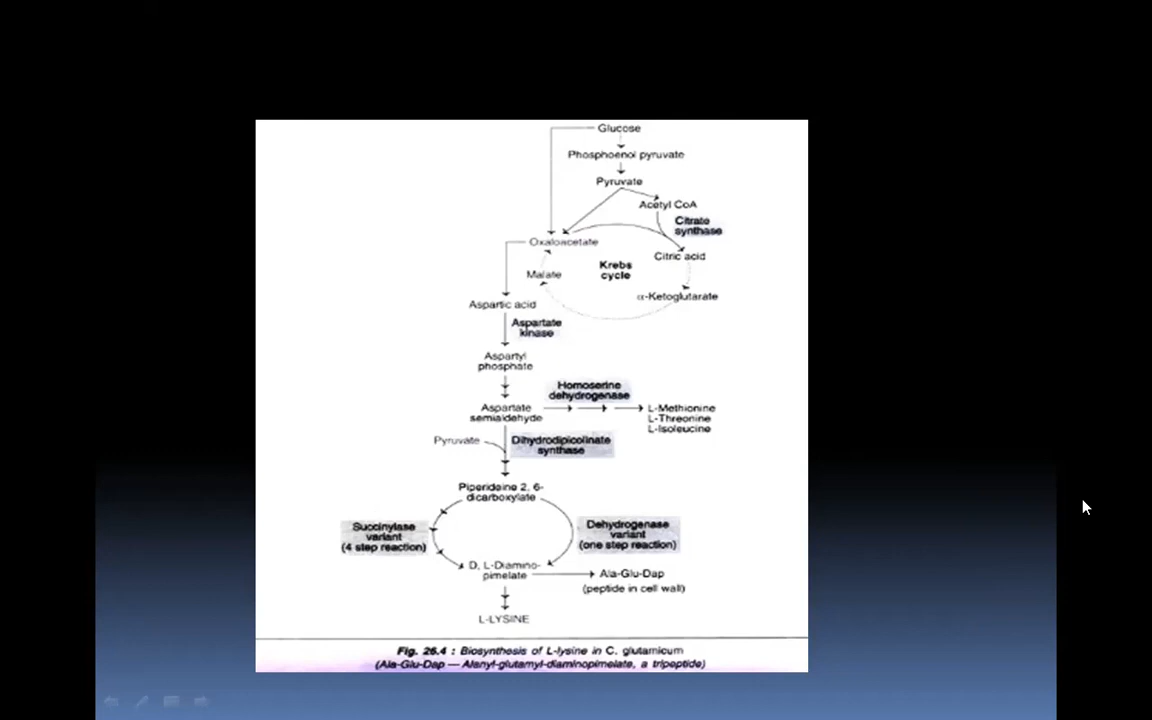 Glucose
Phosphoenol pyruvate
Pyruvate
Acetyl CoA
Citrate
synthase
Oxaloacetate
Citric acid
Krebs
cycle
Malate
α-Ketoglutarate
Aspartic acid
Aspartate
kinase
Aspartyl
phosphate
Homoserine
dehydrogenase
Aspartate
semialdehyde
L-Methionine
L-Threonine
L-Isoleucine
Pyruvate
Dihydrodipicolinate
synthase
Piperideine 2, 6-
dicarboxylate
Succinylase
variant
(4 step reaction)
Dehydrogenase
variant
(one step reaction)
D, L-Diamino-
pimelate
Ala-Glu-Dap
(peptide in cell wall)
L-LYSINE
Fig. 26.4 : Biosynthesis of L-lysine in C. glutamicum
(Ala-Glu-Dap — Alanyl-glutamyl-diaminopimelate, a tripeptide)